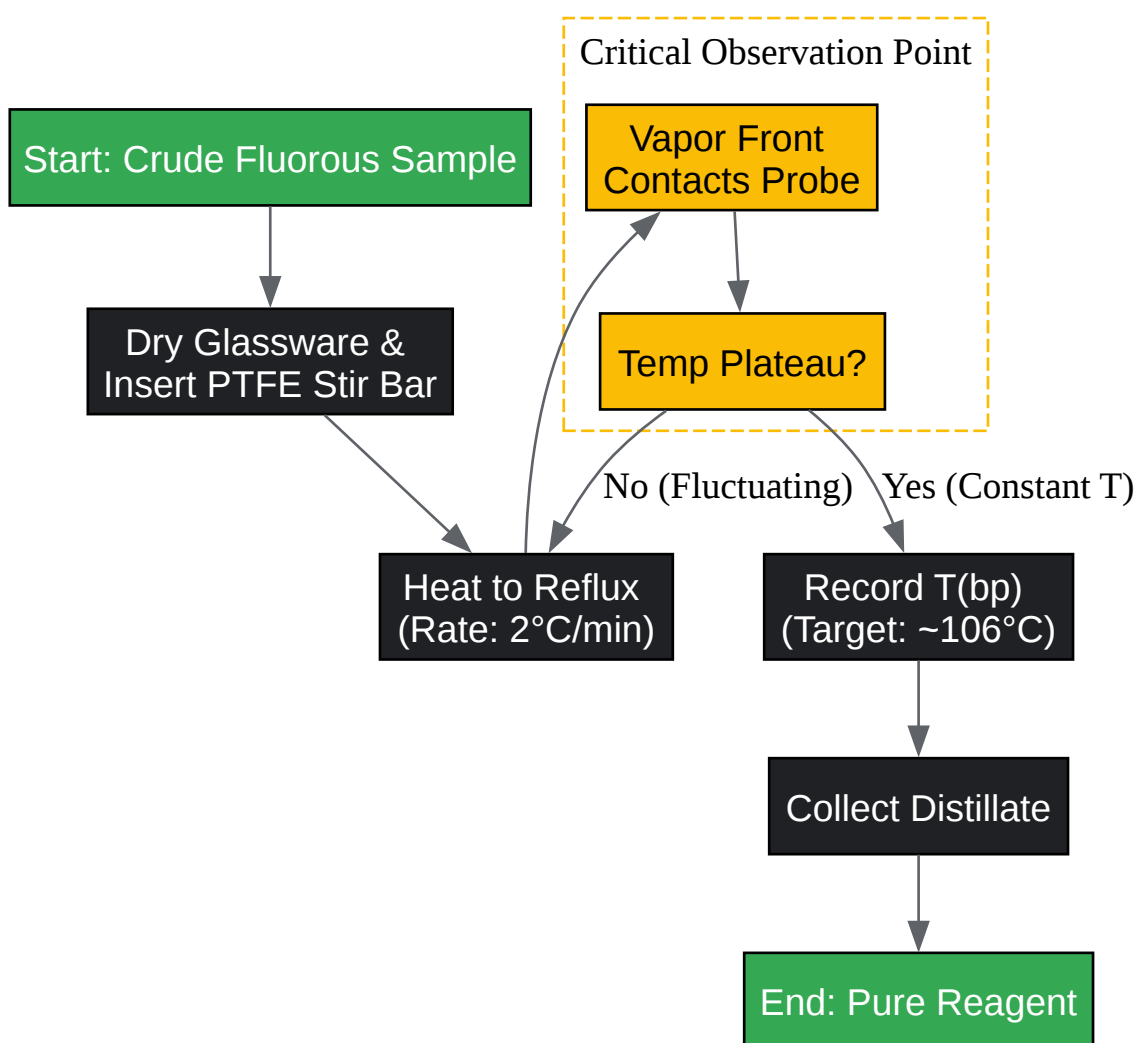 Critical Observation Point
Start: Crude Fluorous Sample
Vapor Front
Contacts Probe
Dry Glassware &
Insert PTFE Stir Bar
Temp Plateau?
No (Fluctuating)
Yes (Constant T)
Heat to Reflux
(Rate: 2°C/min)
Record T(bp)
(Target: ~106°C)
Collect Distillate
End: Pure Reagent